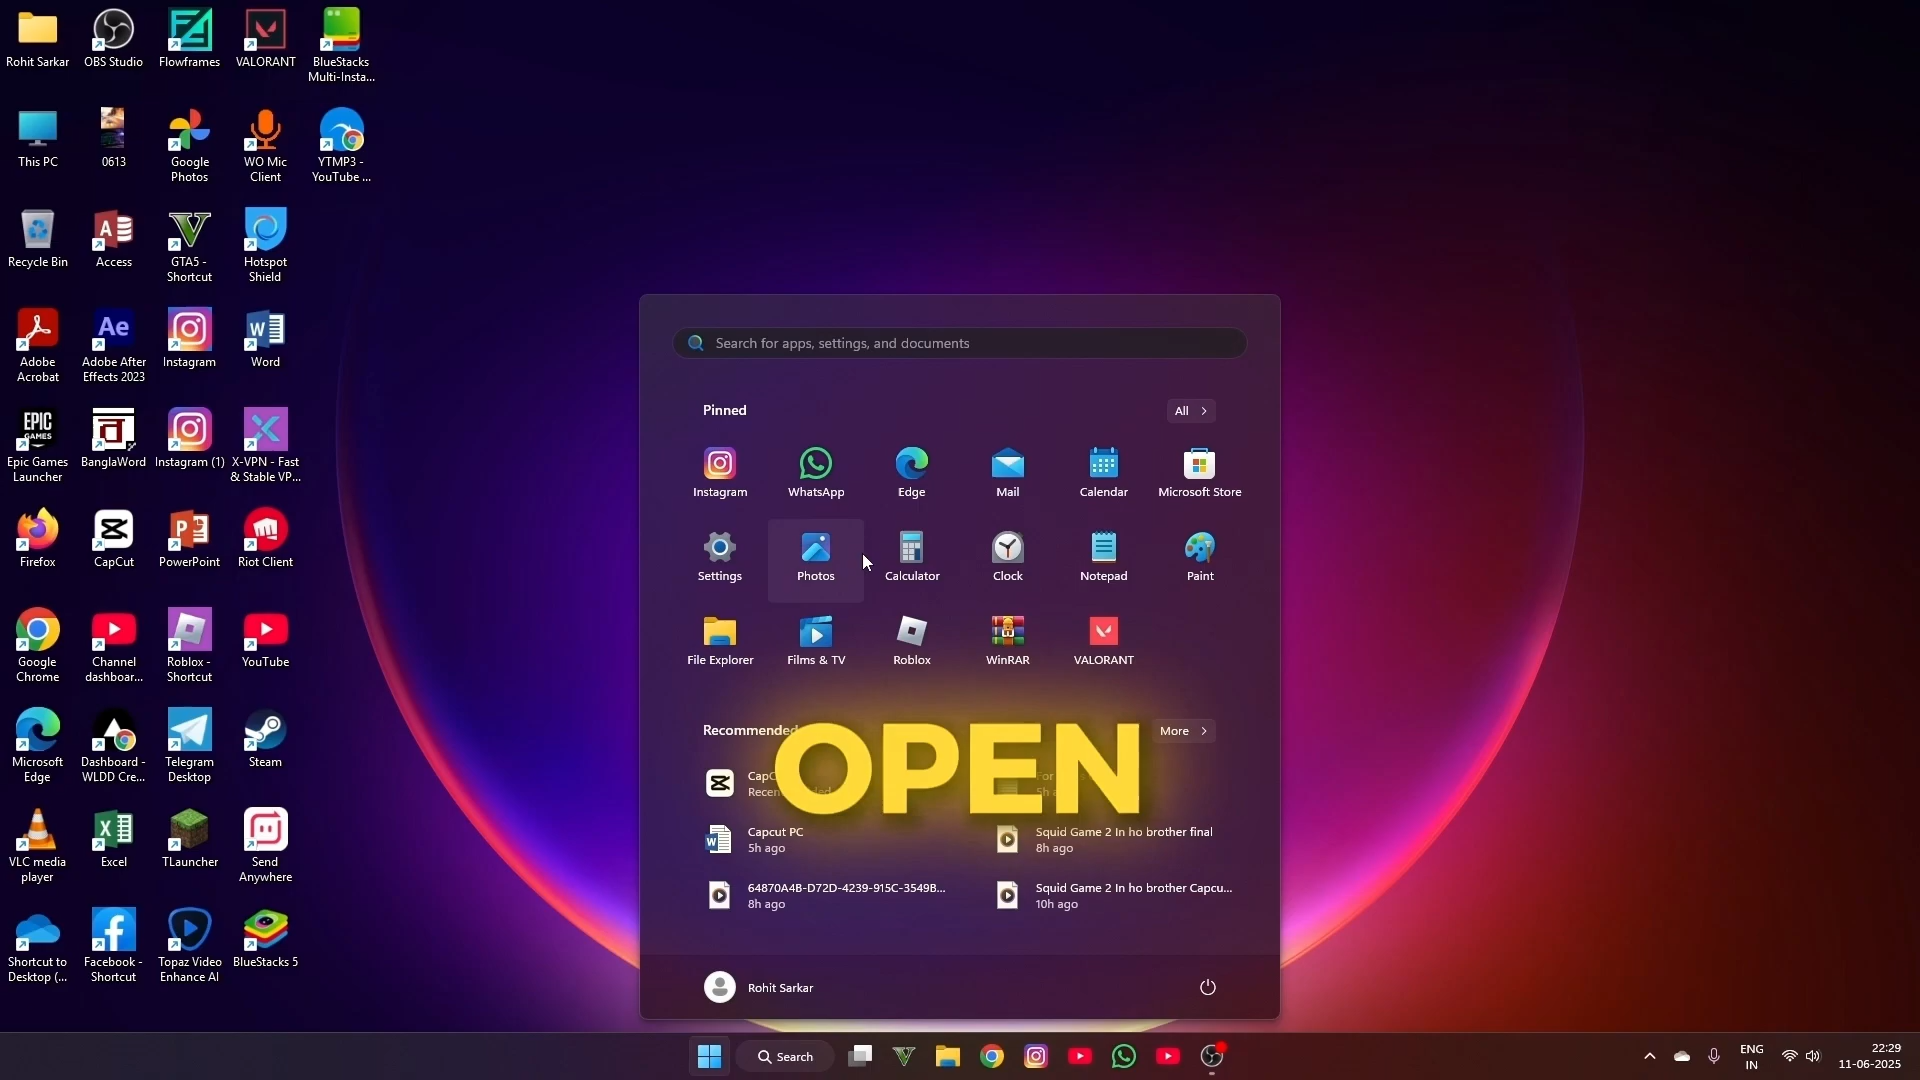 Rohit Sarkar
OBS Studio
Flowframes
VALORANT
BlueStacks
Multi-Insta...
This PC
0613
Google
Photos
WO Mic
Client
YTMP3 -
YouTube ...
Recycle Bin
Access
GTA5 -
Shortcut
Hotspot
Shield
Adobe
Acrobat
Ae
Adobe After
Effects 2023
Instagram
Word
EPIC
GAMES
Epic Games
Launcher
BanglaWord
Instagram (1)
X-VPN - Fast
& Stable VP...
Firefox
CapCut
PowerPoint
Riot Client
Google
Chrome
Channel
dashboar...
Roblox -
Shortcut
YouTube
Microsoft
Edge
Dashboard -
WLDD Cre...
Telegram
Desktop
Steam
VLC media
player
Excel
TLauncher
Send
Anywhere
Shortcut to
Desktop (...
Facebook -
Shortcut
Topaz Video
Enhance AI
BlueStacks 5
Search for apps, settings, and documents
Pinned
All
Instagram
WhatsApp
Edge
Mail
Calendar
Microsoft Store
Settings
Photos
Calculator
Clock
Notepad
Paint
File Explorer
Films & TV
Roblox
WinRAR
VALORANT
Recommended
More
OPEN
For
Capcut PC
5h ago
Squid Game 2 In ho brother final
8h ago
64870A4B-D72D-4239-915C-3549B...
8h ago
Squid Game 2 In ho brother Capcu...
10h ago
Rohit Sarkar
Search
ENG
IN
22:29
11-06-2025